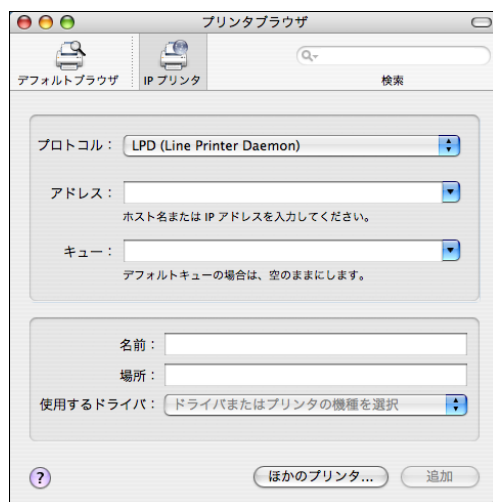 プリンタブラウザ
デフォルトブラウザ
IP プリンタ
検索
プロトコル：
LPD (Line Printer Daemon)
アドレス：
ホスト名または IP アドレスを入力してください。
キュー：
デフォルトキューの場合は、空のままにします。
名前：
場所：
使用するドライバ：
ドライバまたはプリンタの機種を選択
?
ほかのプリンタ...
追加